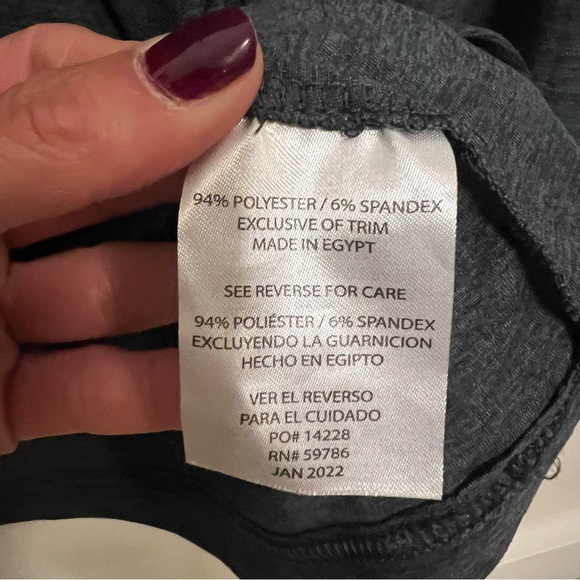 94% POLYESTER / 6% SPANDEX
EXCLUSIVE OF TRIM
MADE IN EGYPT
SEE REVERSE FOR CARE
94% POLIÉSTER / 6% SPANDEX
EXCLUYENDO LA GUARNICION
HECHO EN EGIPTO
VER EL REVERSO
PARA EL CUIDADO
PO# 14228
RN# 59786
JAN 2022